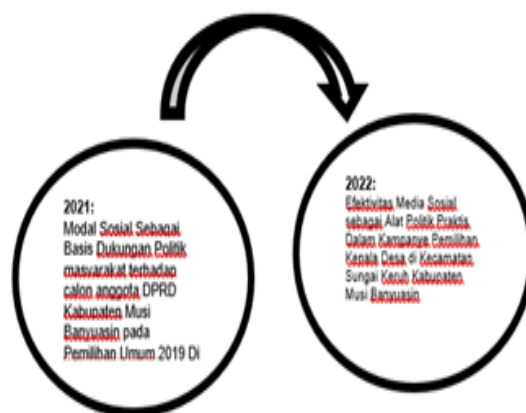 2021:
Modal Sosial Sebagai
Basis Dukungan Politik
masyarakat terhadap
calon anggota DPRD
Kabupaten Musi
Banyuasin pada
Pemilihan Umum 2019 Di
2022:
Efektivitas Media Sosial
sebagai Alat Politik Praktis
Dalam Kampanye Pemilihan
Kepala Desa di Kecamatan
Sungai Keruh Kabupaten
Musi Banyuasin